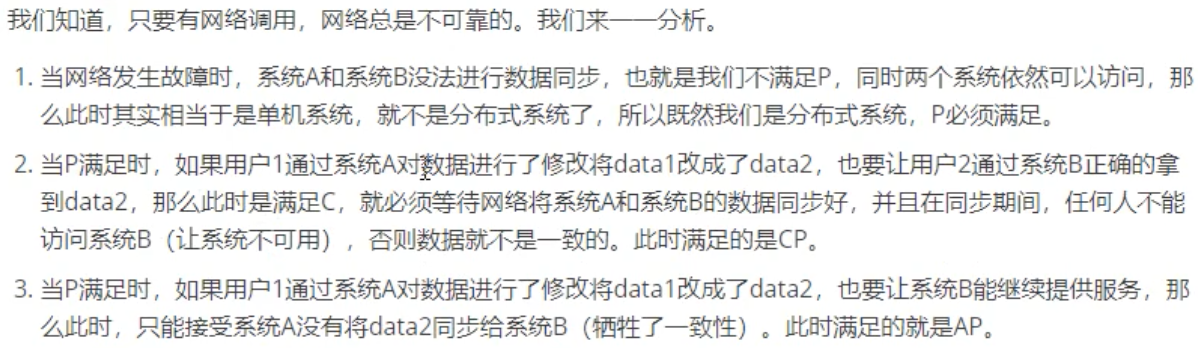 我们知道，只要有网络调用，网络总是不可靠的。我们来一一分析。
1. 当网络发生故障时，系统A和系统B没法进行数据同步，也就是我们不满足P，同时两个系统依然可以访问，那
么此时其实相当于是单机系统，就不是分布式系统了，所以既然我们是分布式系统，P必须满足。
2. 当P满足时，如果用户1通过系统A对数据进行了修改将data1改成了data2，也要让用户2通过系统B正确的拿
到data2，那么此时是满足C，就必须等待网络将系统A和系统B的数据同步好，并且在同步期间，任何人不能
访问系统B（让系统不可用），否则数据就不是一致的。此时满足的是CP。
3. 当P满足时，如果用户1通过系统A对数据进行了修改将data1改成了data2，也要让系统B能继续提供服务，那
么此时，只能接受系统A没有将data2同步给系统B（牺牲了一致性）。此时满足的就是AP。